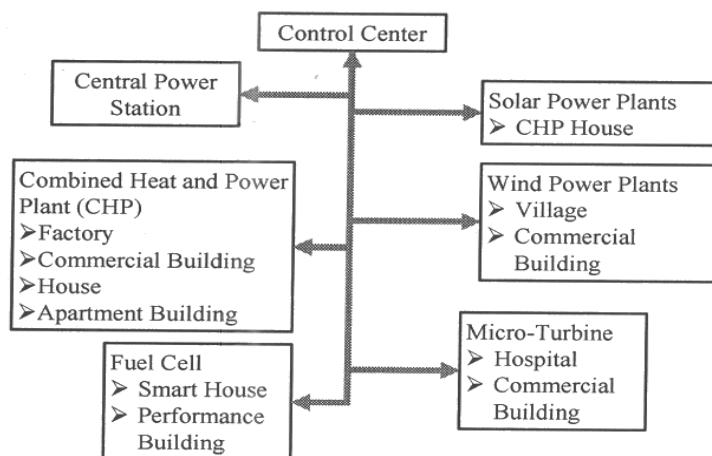 Control Center
Central Power
Station
Solar Power Plants
➢ CHP House
Combined Heat and Power
Plant (CHP)
➢Factory
➢Commercial Building
➢House
➢Apartment Building
Wind Power Plants
➢ Village
➢ Commercial
Building
Fuel Cell
➢ Smart House
➢ Performance
Building
Micro-Turbine
➢ Hospital
➢ Commercial
Building